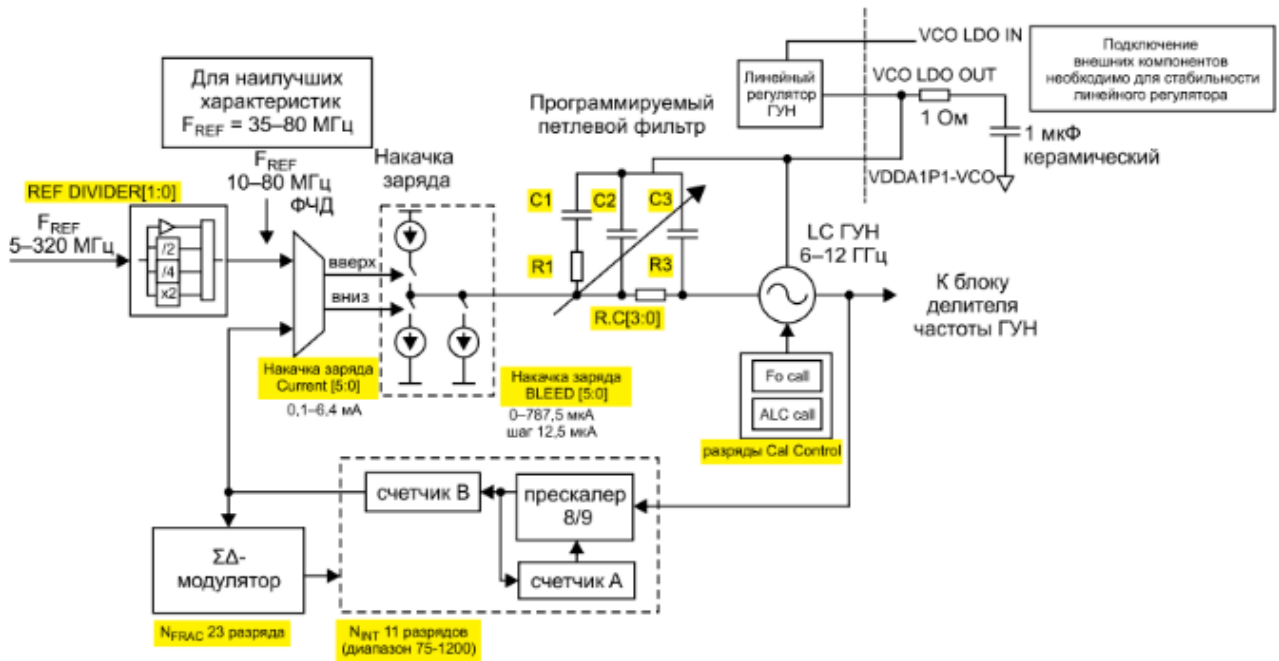 VCO LDO IN
Подключение
внешних компонентов
необходимо для стабильности
линейного регулятора
Линейный
регулятор
ГУН
VCO LDO OUT
1 Ом
1 мкФ
керамический
VDDA1P1-VCO
Для наилучших
характеристик
FREF = 35–80 МГц
Программируемый
петлевой фильтр
FREF
10–80 МГц
ФЧД
Накачка
заряда
REF DIVIDER[1:0]
FREF
5–320 МГц
/2
/4
x2
вверх
вниз
C1
C2
C3
R1
R3
R.C[3:0]
LC ГУН
6–12 ГГц
К блоку
делителя
частоты ГУН
Накачка заряда
Current [5:0]
0,1–6,4 мА
Накачка заряда
BLEED [5:0]
0–787,5 мкА
шаг 12,5 мкА
Fo call
ALC call
разряды Cal Control
счетчик B
прескалер
8/9
счетчик A
ΣΔ-
модулятор
NFRAC 23 разряда
NINT 11 разрядов
(диапазон 75-1200)